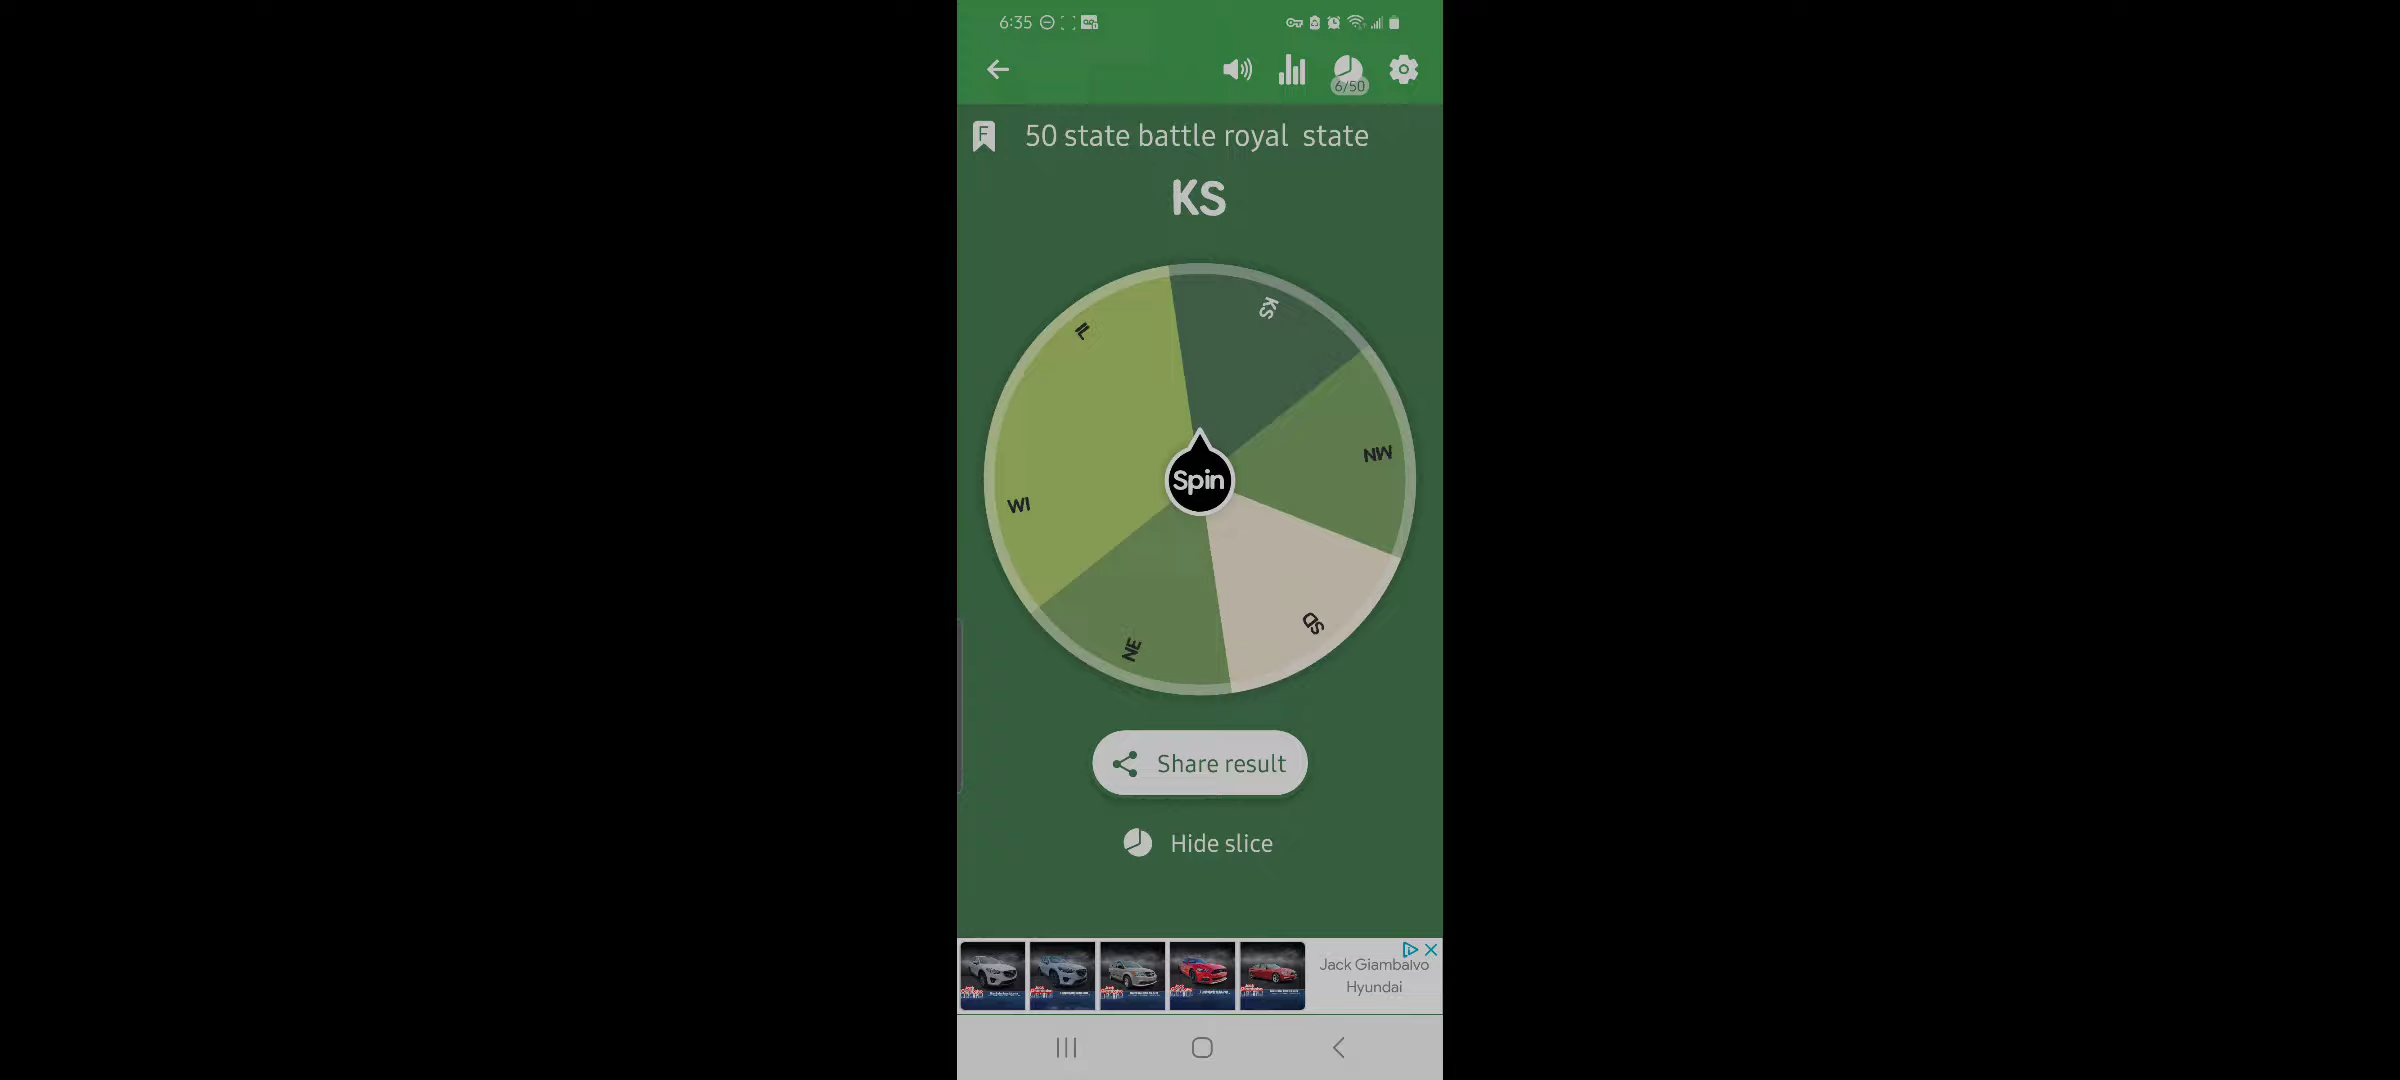 6:35
6/50
F
50 state battle royal  state
KS
KS
IL
NW
WI
Spin
SD
NE
Share result
Hide slice
Jack Giambalvo
Hyundai